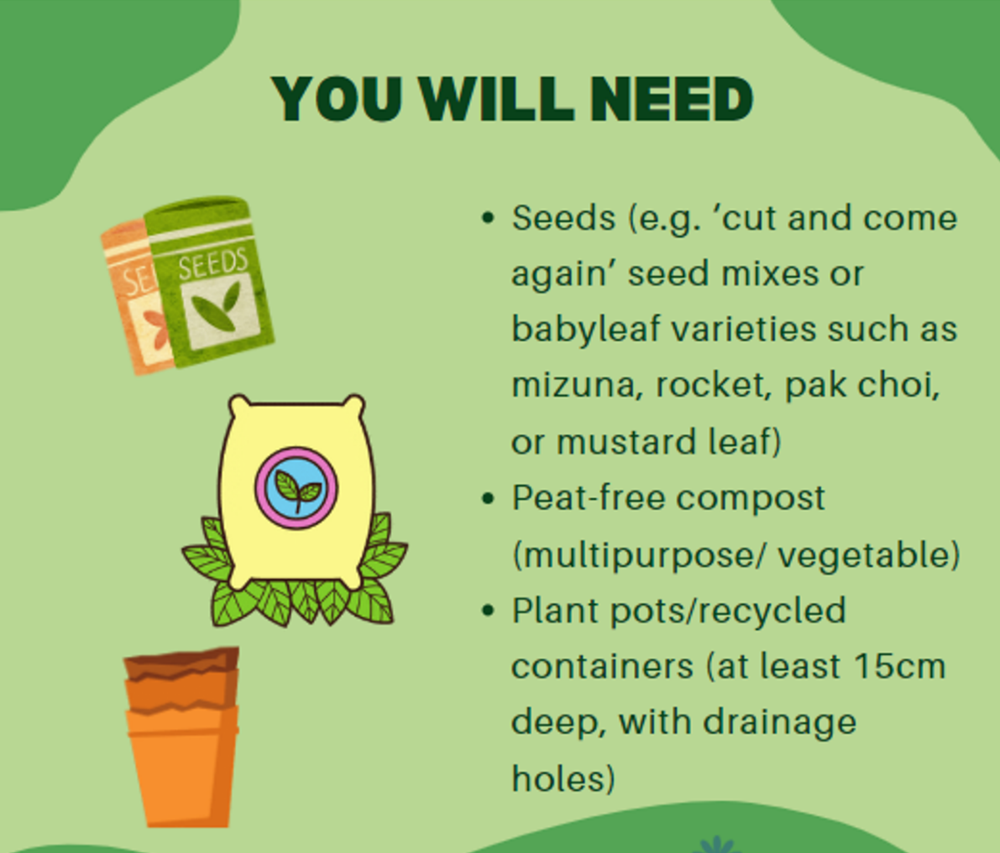 YOU WILL NEED
SEEDS
• Seeds (e.g. ’cut and come
again’ seed mixes or
babyleaf varieties such as
mizuna, rocket, pak choi,
or mustard leaf)
• Peat-free compost
(multipurpose/ vegetable)
• Plant pots/recycled
containers (at least 15cm
deep, with drainage
holes)